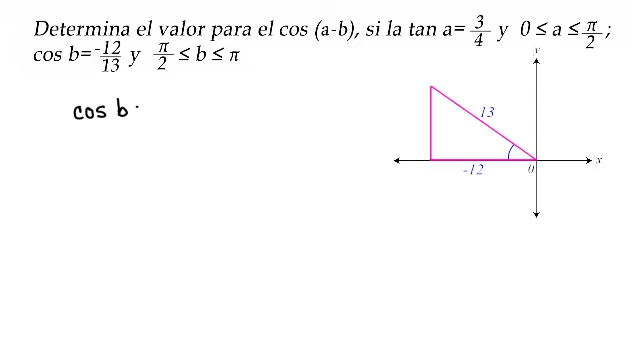 Determina el valor para el cos (a-b), si la tan a= 3/4 y 0 ≤ a ≤ π/2 ;
cos b= -12/13 y π/2 ≤ b ≤ π
cos b
y
13
x
-12
0